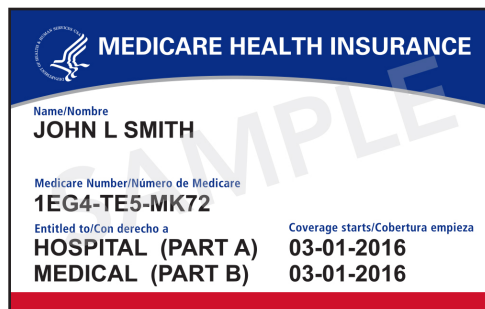 MEDICARE HEALTH INSURANCE
Name/Nombre
JOHN L SMITH
Medicare Number/Número de Medicare
1EG4-TE5-MK72
Entitled to/Con derecho a
Coverage starts/Cobertura empieza
HOSPITAL (PART A) 03-01-2016
MEDICAL (PART B) 03-01-2016
SAMPLE